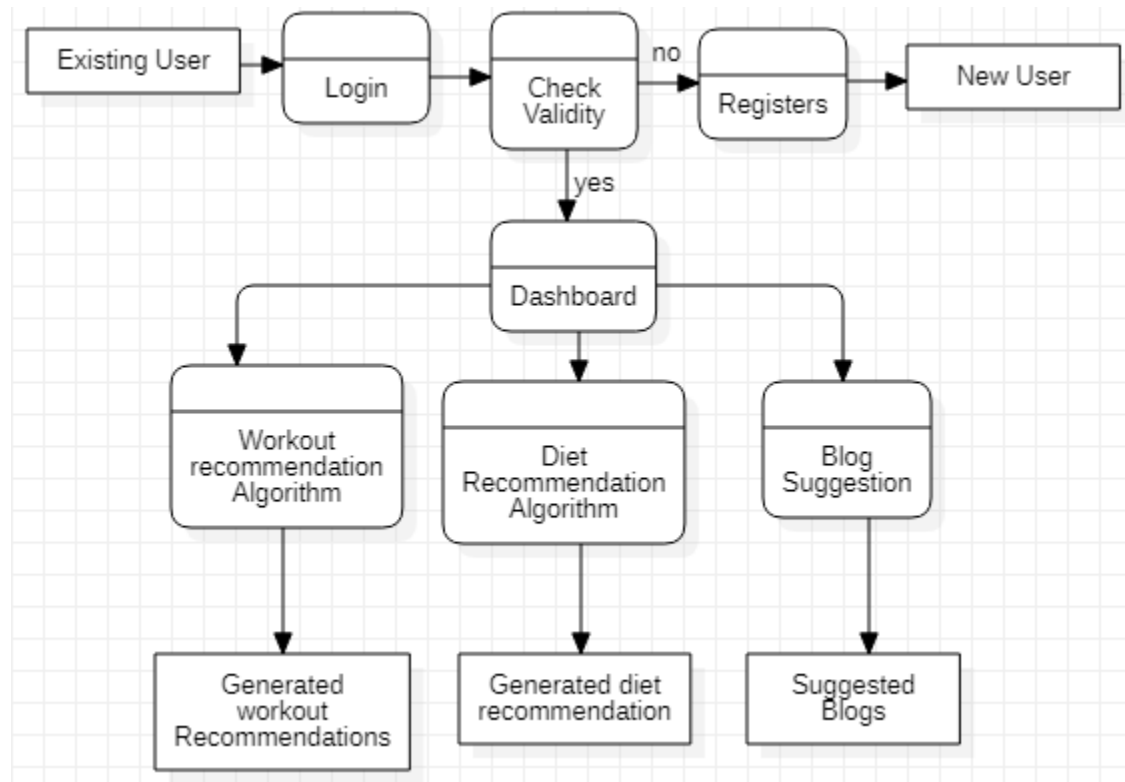 Existing User
Login
Check
Validity
no
Registers
New User
yes
Dashboard
Workout
recommendation
Algorithm
Diet
Recommendation
Algorithm
Blog
Suggestion
Generated
workout
Recommendations
Generated diet
recommendation
Suggested
Blogs